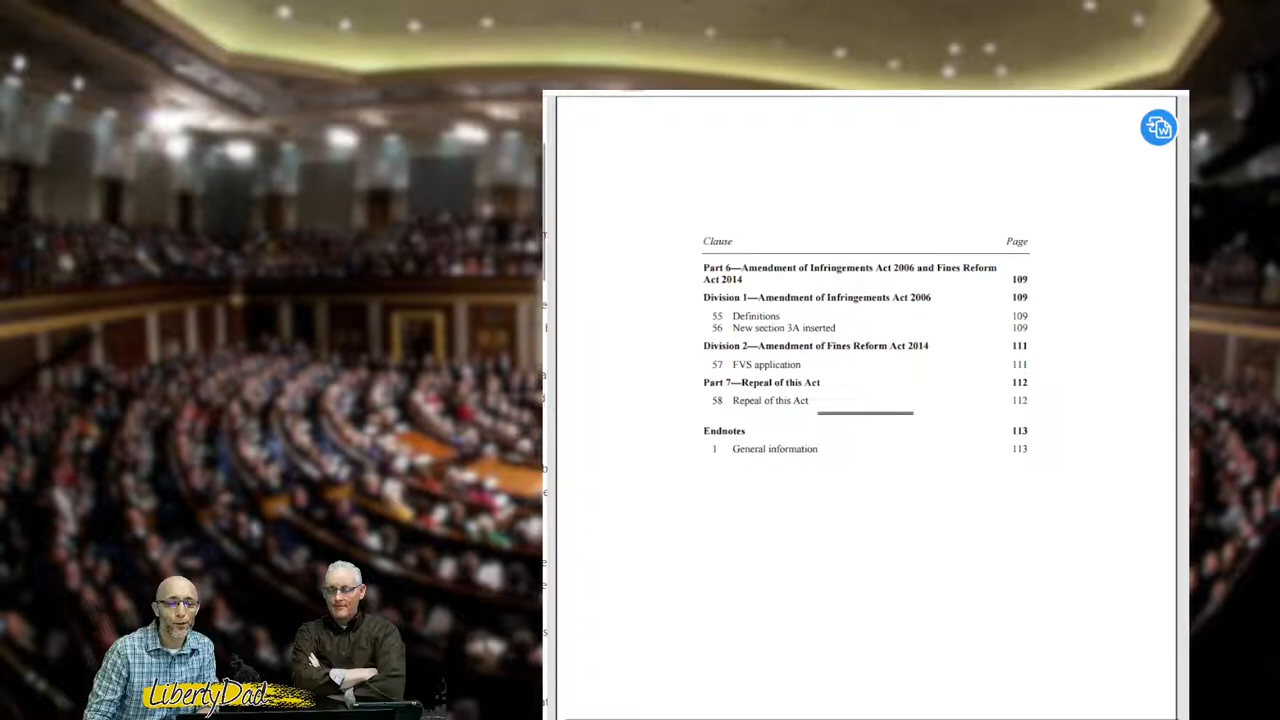 Clause Page
Part 6—Amendment of Infringements Act 2006 and Fines Reform
Act 2014 109
Division 1—Amendment of Infringements Act 2006 109
55 Definitions 109
56 New section 3A inserted 109
Division 2—Amendment of Fines Reform Act 2014 111
57 FVS application 111
Part 7—Repeal of this Act 112
58 Repeal of this Act 112
Endnotes 113
1 General information 113
LibertyDad